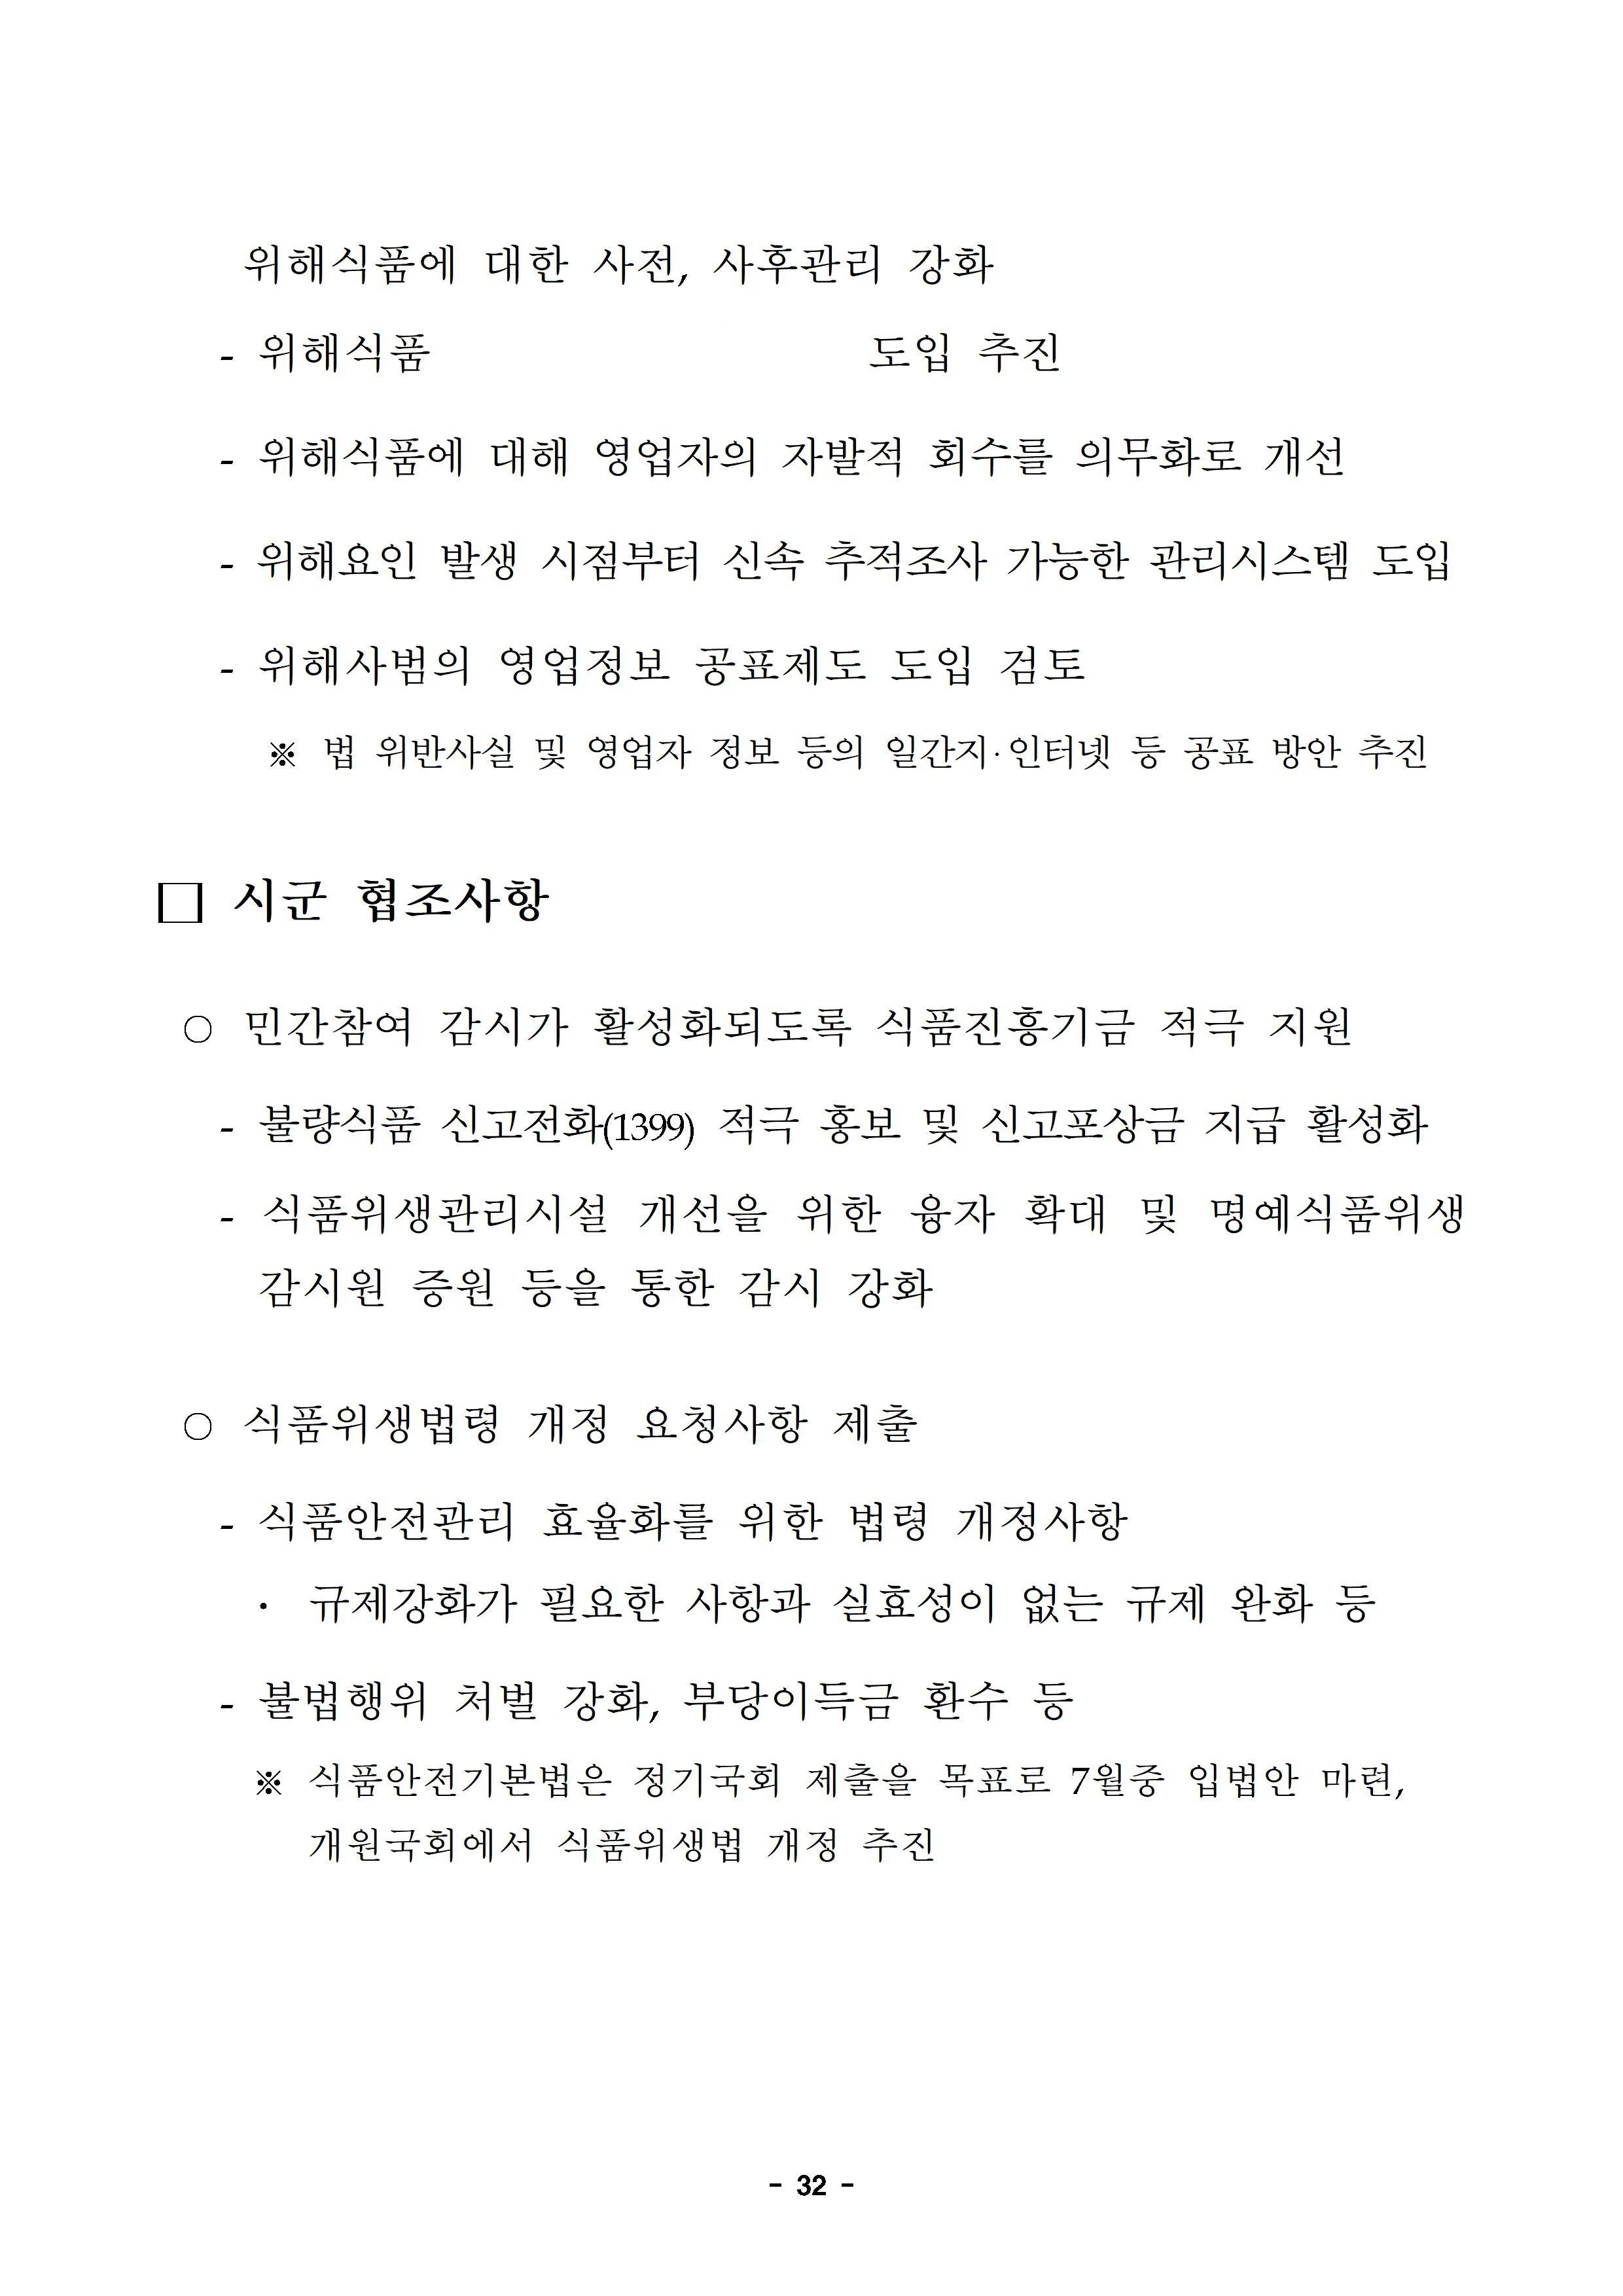 위해식품에 대한 사전, 사후관리 강화
- 위해식품 도입 추진
- 위해식품에 대해 영업자의 자발적 회수를 의무화로 개선
- 위해요인 발생 시점부터 신속 추적조사 가능한 관리시스템 도입
- 위해사범의 영업정보 공표제도 도입 검토
※ 법 위반사실 및 영업자 정보 등의 일간지·인터넷 등 공표 방안 추진
□ 시군 협조사항
○ 민간참여 감시가 활성화되도록 식품진흥기금 적극 지원
- 불량식품 신고전화(1399) 적극 홍보 및 신고포상금 지급 활성화
- 식품위생관리시설 개선을 위한 융자 확대 및 명예식품위생
감시원 증원 등을 통한 감시 강화
○ 식품위생법령 개정 요청사항 제출
- 식품안전관리 효율화를 위한 법령 개정사항
· 규제강화가 필요한 사항과 실효성이 없는 규제 완화 등
- 불법행위 처벌 강화, 부당이득금 환수 등
※ 식품안전기본법은 정기국회 제출을 목표로 7월중 입법안 마련,
개원국회에서 식품위생법 개정 추진
- 32 -